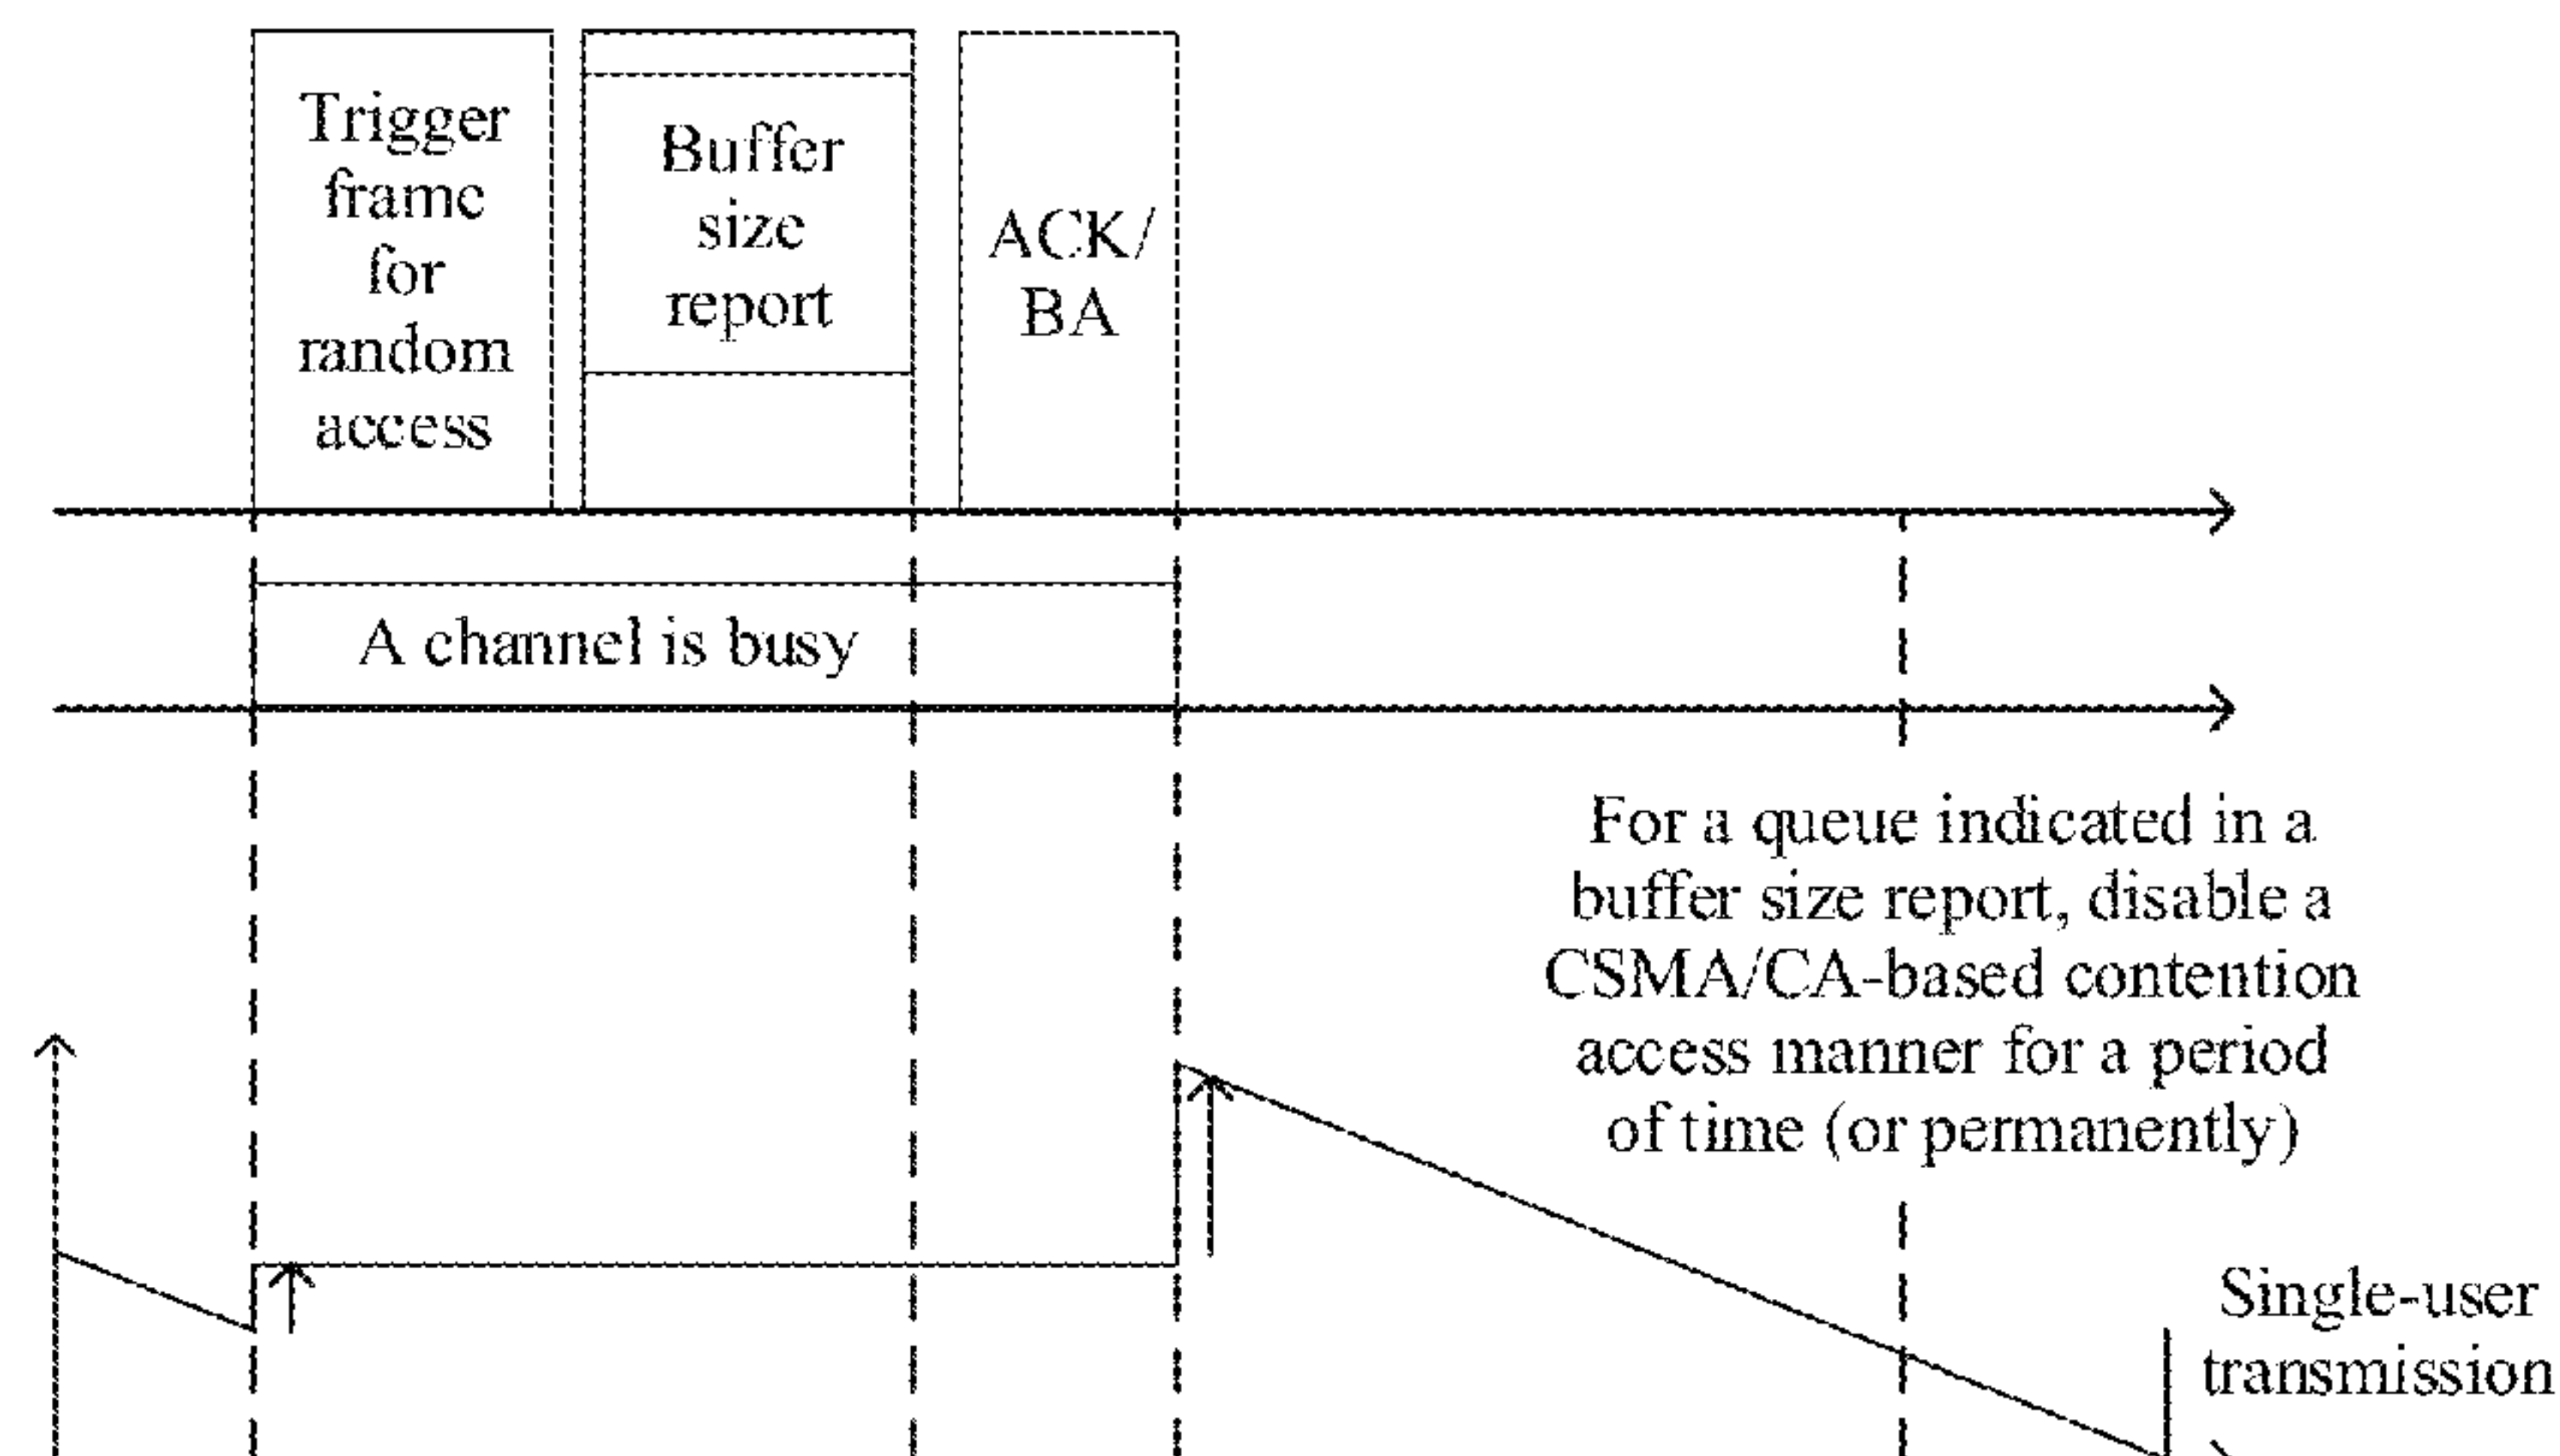 Trigger
frame
for
random
access
Buffer
size
report
ACK/
BA
A channel is busy
For a queue indicated in a
buffer size report, disable a
CSMA/CA-based contention
access manner for a period
of time (or permanently)
Single-user
transmission